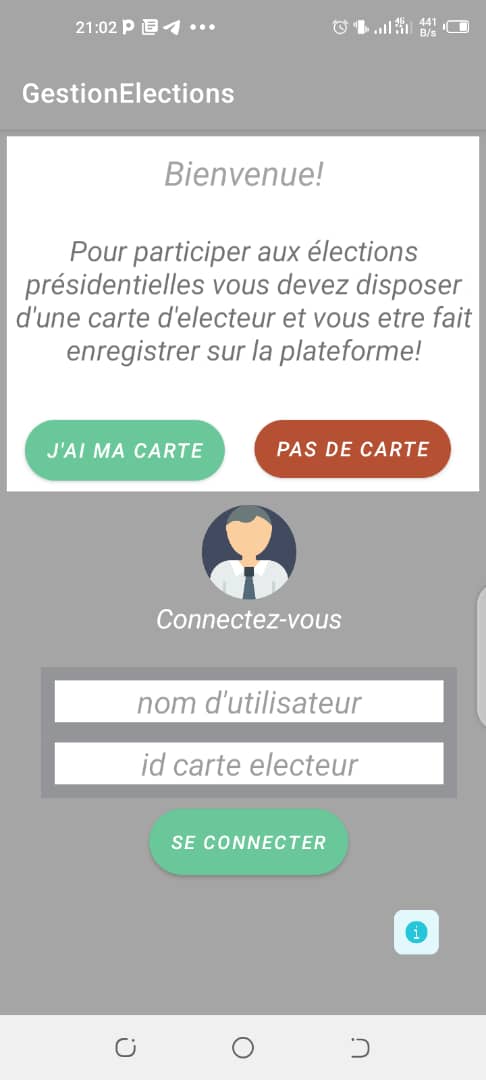 21:02
4G 441 B/s
GestionElections
Bienvenue!
Pour participer aux élections
présidentielles vous devez disposer
d'une carte d'electeur et vous etre fait
enregistrer sur la plateforme!
J'AI MA CARTE
PAS DE CARTE
Connectez-vous
nom d'utilisateur
id carte electeur
SE CONNECTER